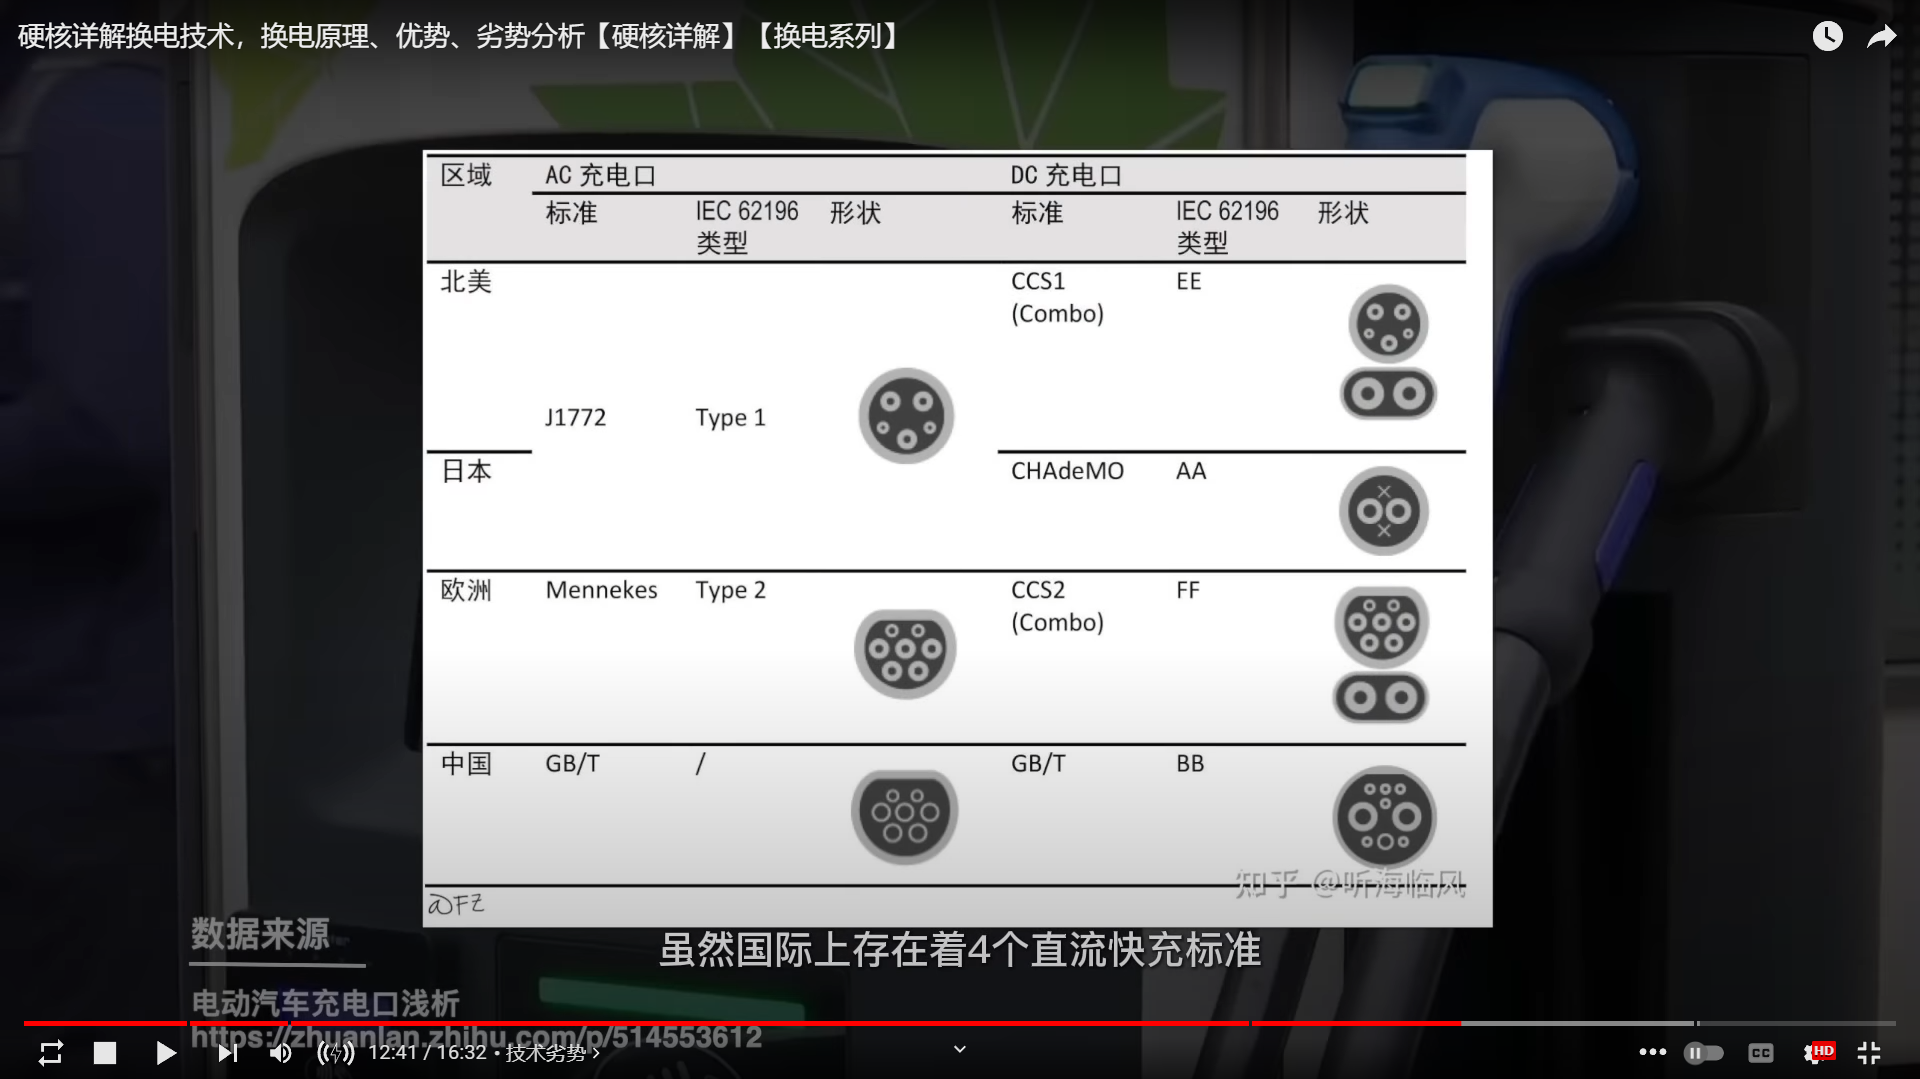 硬核详解换电技术，换电原理、优势、劣势分析【硬核详解】【换电系列】
区域 AC 充电口 DC 充电口
标准 IEC 62196 类型 形状 标准 IEC 62196 类型 形状
北美 CCS1 (Combo) EE
J1772 Type 1
日本 CHAdeMO AA
欧洲 Mennekes Type 2 CCS2 (Combo) FF
中国 GB/T / GB/T BB
知乎 @听海临风
@FZ
数据来源
虽然国际上存在着4个直流快充标准
电动汽车充电口浅析
https://zhuanlan.zhihu.com/p/514553612
12:41 / 16:32 • 技术劣势 ›
CC
HD